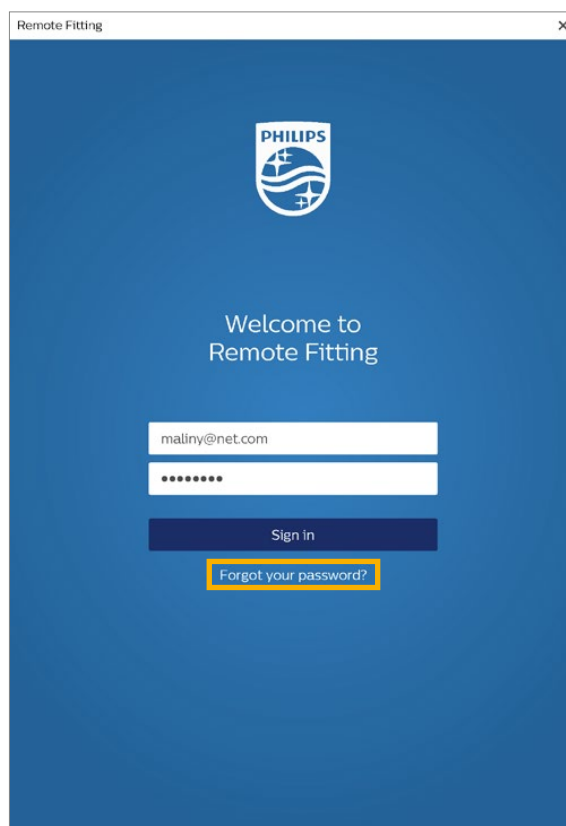 Remote Fitting
PHILIPS
Welcome to
Remote Fitting
maliny@net.com
••••••••
Sign in
Forgot your password?